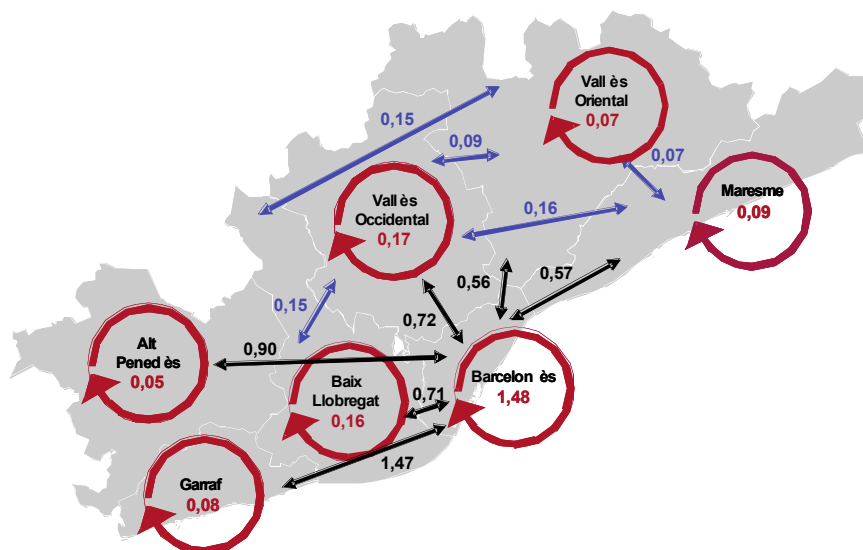 Vall ès
Oriental
0,07
0,15
0,09
0,07
Maresme
0,09
Vall ès
Occidental
0,17
0,16
0,56
0,57
0,15
0,72
Alt
Pened ès
0,05
0,90
Baix
Llobregat
0,16
0,71
Barcelon ès
1,48
1,47
Garraf
0,08